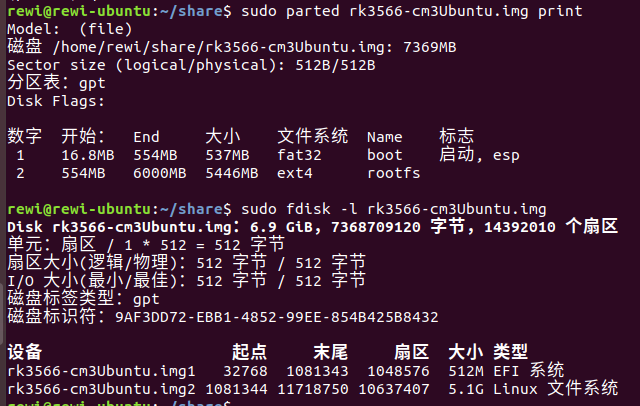 rewi@rewi-ubuntu:~/share$ sudo parted rk3566-cm3Ubuntu.img print
Model:  (file)
磁盘 /home/rewi/share/rk3566-cm3Ubuntu.img: 7369MB
Sector size (logical/physical): 512B/512B
分区表：gpt
Disk Flags:
数字  开始：  End     大小    文件系统  Name    标志
1    16.8MB  554MB   537MB   fat32     boot    启动, esp
2    554MB   6000MB  5446MB  ext4      rootfs
rewi@rewi-ubuntu:~/share$ sudo fdisk -l rk3566-cm3Ubuntu.img
Disk rk3566-cm3Ubuntu.img：6.9 GiB，7368709120 字节，14392010 个扇区
单元：扇区 / 1 * 512 = 512 字节
扇区大小(逻辑/物理)：512 字节 / 512 字节
I/O 大小(最小/最佳)：512 字节 / 512 字节
磁盘标签类型：gpt
磁盘标识符：9AF3DD72-EBB1-4852-99EE-854B425B8432
设备                     起点     末尾     扇区  大小 类型
rk3566-cm3Ubuntu.img1   32768  1081343  1048576  512M EFI 系统
rk3566-cm3Ubuntu.img2 1081344 11718750 10637407  5.1G Linux 文件系统